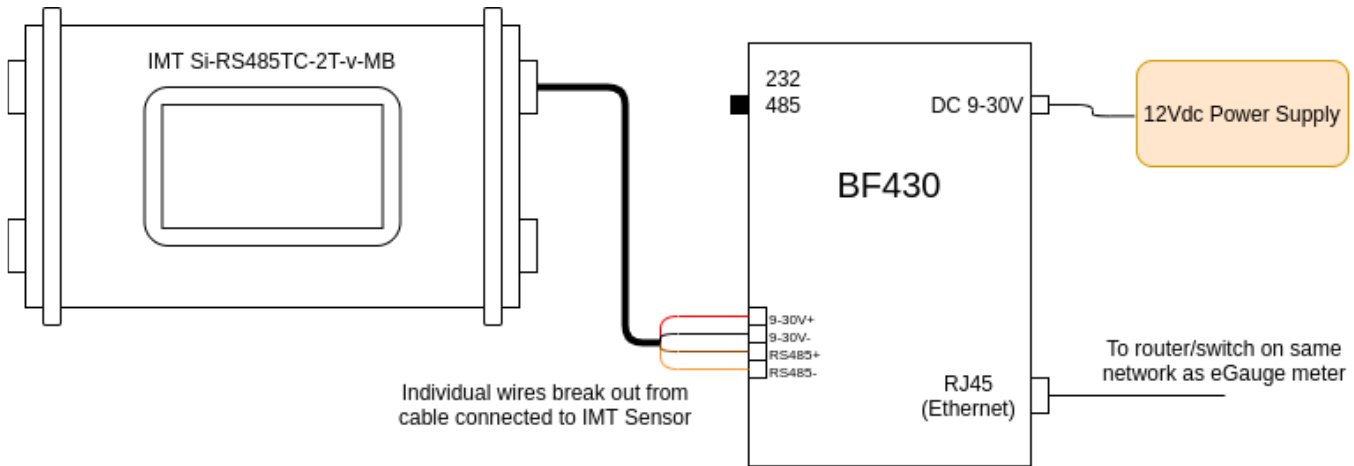 IMT Si-RS485TC-2T-v-MB
232
485
DC 9-30V
12Vdc Power Supply
BF430
9-30V+
9-30V-
RS485+
RS485-
Individual wires break out from
cable connected to IMT Sensor
RJ45
(Ethernet)
To router/switch on same
network as eGauge meter